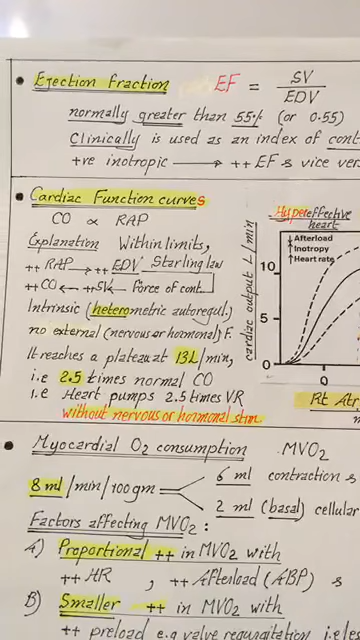 • Ejection fraction EF = SV / EDV
normally greater than 55% (or 0.55)
Clinically is used as an index of cont
+ve inotropic → ++ EF & vice ver
• Cardiac Function curves
CO ∝ RAP
Explanation Within limits,
++ RAP → ++ EDV Starling law
++ CO ← ++ SV ← Force of cont.
Intrinsic (heterometric autoregul.)
no external (nervous or hormonal) F.
It reaches a plateau at 13L/min,
i.e 2.5 times normal CO
i.e Heart pumps 2.5 times VR
without nervous or hormonal stim.
Hypereffective
heart
↓ Afterload
↑ Inotropy
↑ Heart rate
cardiac output L/min
10
5
0
0
Rt Atr
• Myocardial O2 consumption MVO2
8 ml/min/100gm
6 ml contraction &
2 ml (basal) cellular
Factors affecting MVO2:
A) Proportional ++ in MVO2 with
++ HR , ++ Afterload (ABP) &
B) Smaller ++ in MVO2 with
++ preload e.g valve regurgitation